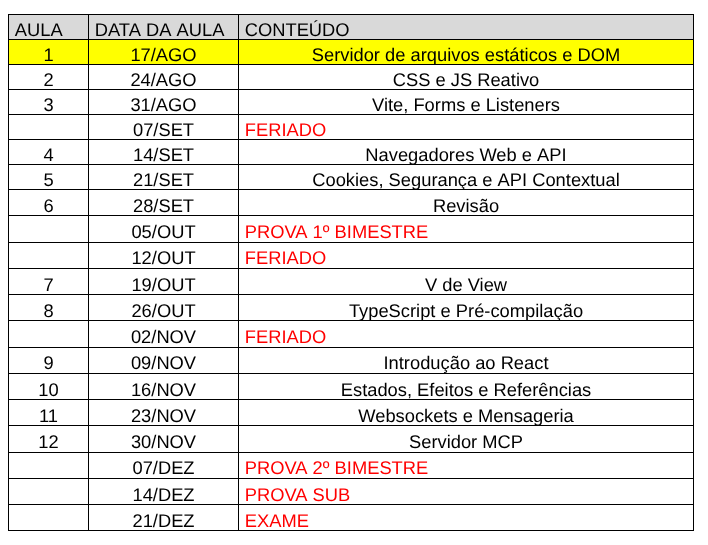 AULA DATA DA AULA CONTEÚDO
1 17/AGO Servidor de arquivos estáticos e DOM
2 24/AGO CSS e JS Reativo
3 31/AGO Vite, Forms e Listeners
07/SET FERIADO
4 14/SET Navegadores Web e API
5 21/SET Cookies, Segurança e API Contextual
6 28/SET Revisão
05/OUT PROVA 1º BIMESTRE
12/OUT FERIADO
7 19/OUT V de View
8 26/OUT TypeScript e Pré-compilação
02/NOV FERIADO
9 09/NOV Introdução ao React
10 16/NOV Estados, Efeitos e Referências
11 23/NOV Websockets e Mensageria
12 30/NOV Servidor MCP
07/DEZ PROVA 2º BIMESTRE
14/DEZ PROVA SUB
21/DEZ EXAME